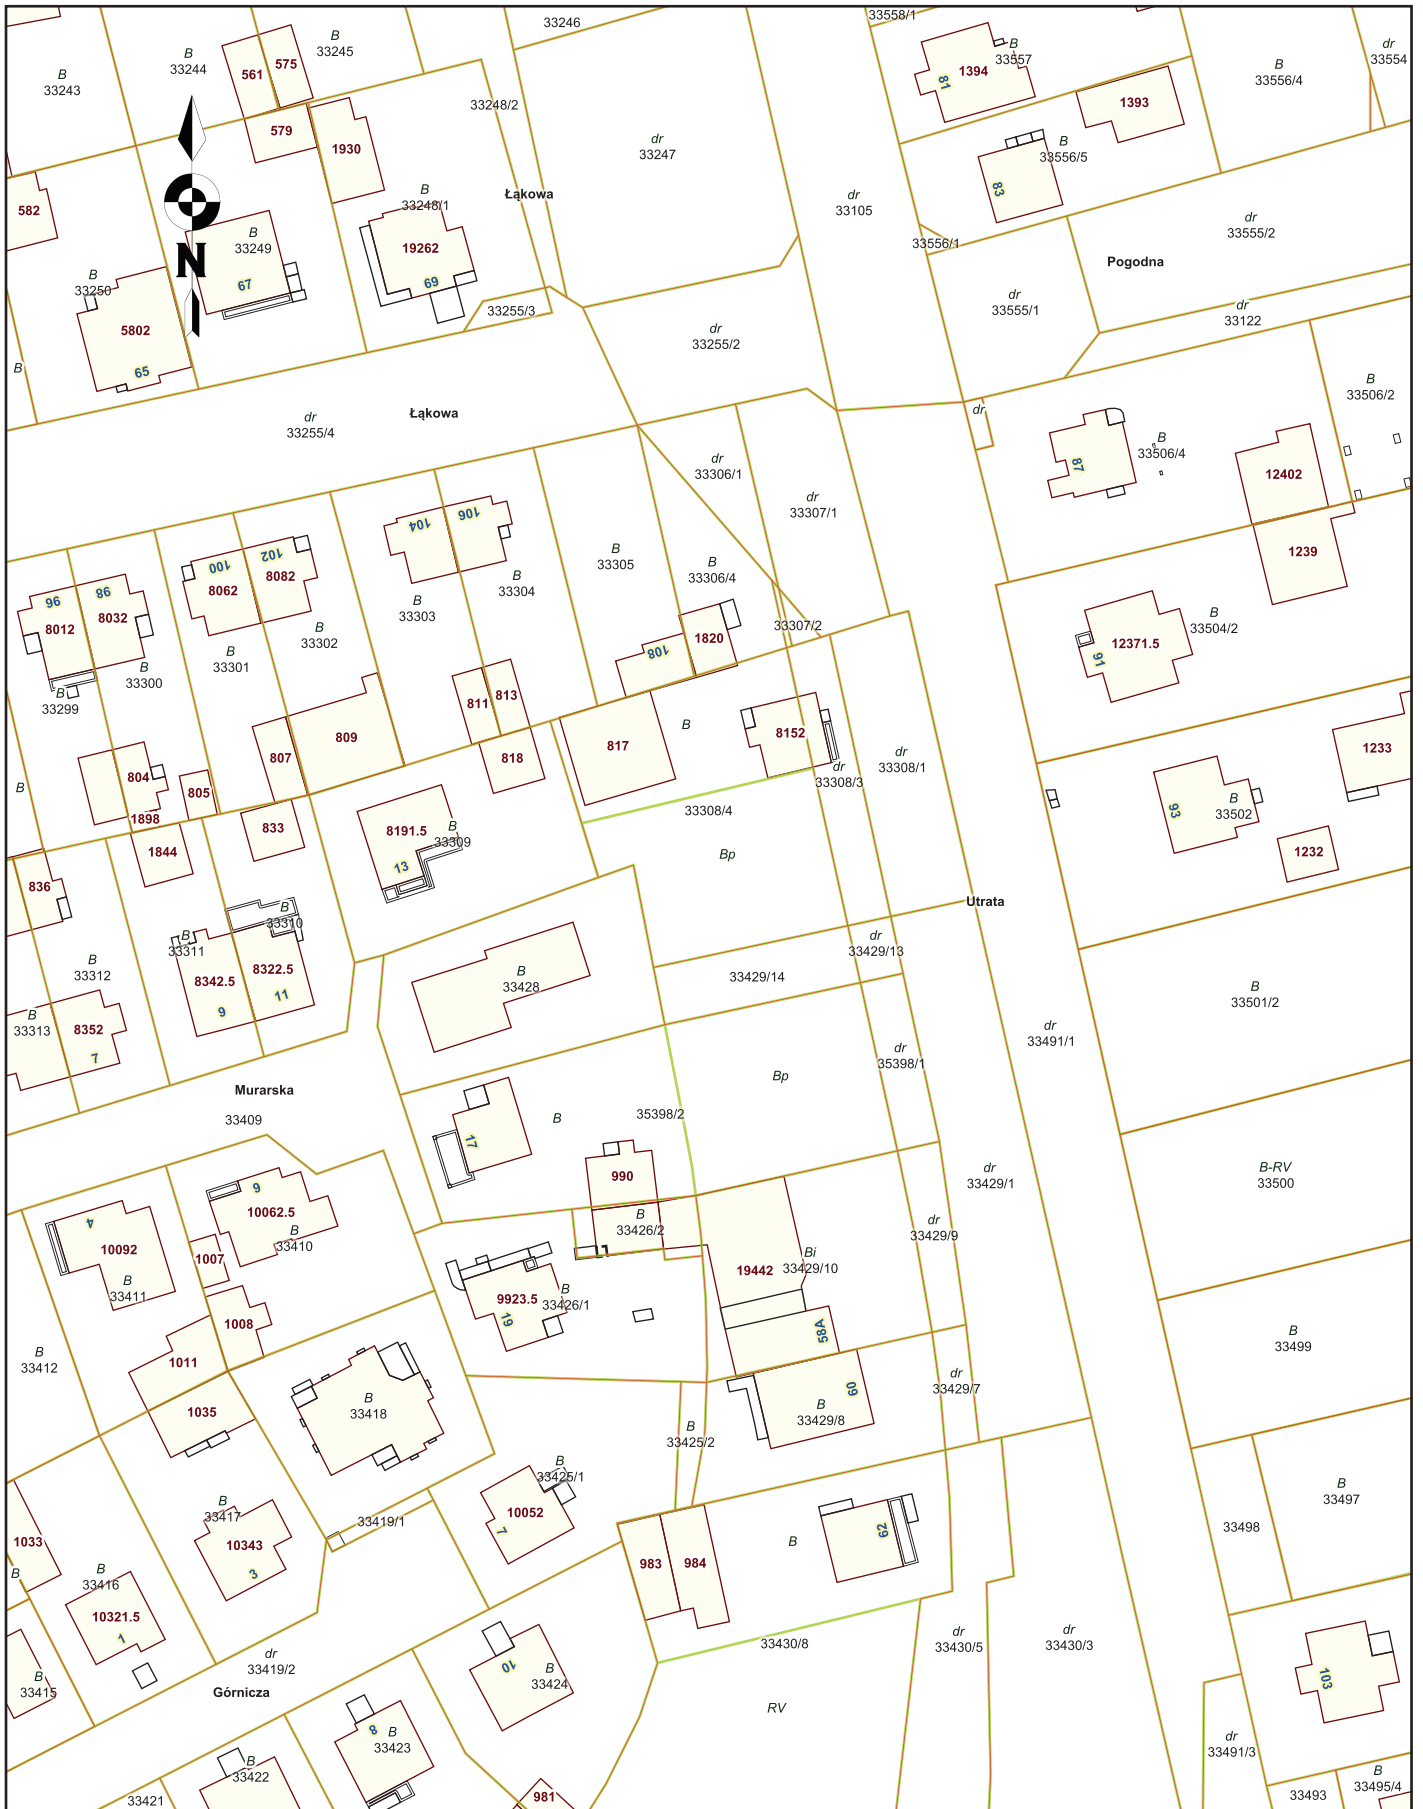 33246
33558/1
B
33243
B
33244
561
575
B
33245
579
1930
33248/2
dr
33247
81
1394
B
33557
1393
B
33556/4
dr
33554
B
33556/5
83
582
B
33250
N
B
33249
67
B
33248/1
19262
69
Łąkowa
dr
33105
33556/1
dr
33555/2
Pogodna
dr
33555/1
dr
33122
5802
65
33255/3
dr
33255/2
B
dr
33255/4
Łąkowa
dr
B
33506/2
dr
33306/1
dr
33307/1
87
B
33506/4
12402
1239
96
8012
98
8032
100
8062
102
8082
104
106
B
33303
B
33304
B
33305
B
33306/4
B
33299
B
33300
B
33301
B
33302
108
1820
33307/2
91
12371.5
B
33504/2
811
813
818
817
B
8152
dr
33308/3
dr
33308/1
B
804
1898
805
807
809
33308/4
Bp
93
B
33502
1233
1232
1844
833
8191.5
13
B
33309
836
B
33312
B
33311
8342.5
9
B
33310
8322.5
11
B
33428
33429/14
dr
33429/13
Utrata
B
33501/2
B
33313
8352
7
Murarska
33409
17
B
35398/2
Bp
dr
35398/1
dr
33491/1
990
B-RV
33500
4
10092
B
33411
6
10062.5
B
33410
1007
1008
1011
B
33426/2
19442
Bi
33429/10
58A
dr
33429/9
dr
33429/1
9923.5
19
B
33426/1
B
33412
1035
B
33418
B
33425/2
60
B
33429/8
dr
33429/7
B
33499
B
33497
33498
B
33425/1
10052
7
33419/1
B
33417
10343
3
1033
B
B
33416
10321.5
1
983
984
B
62
33430/8
RV
dr
33430/5
dr
33430/3
103
B
33415
dr
33419/2
Górnicza
10
B
33424
8
B
33423
B
33422
33421
981
dr
33491/3
33493
B
33495/4